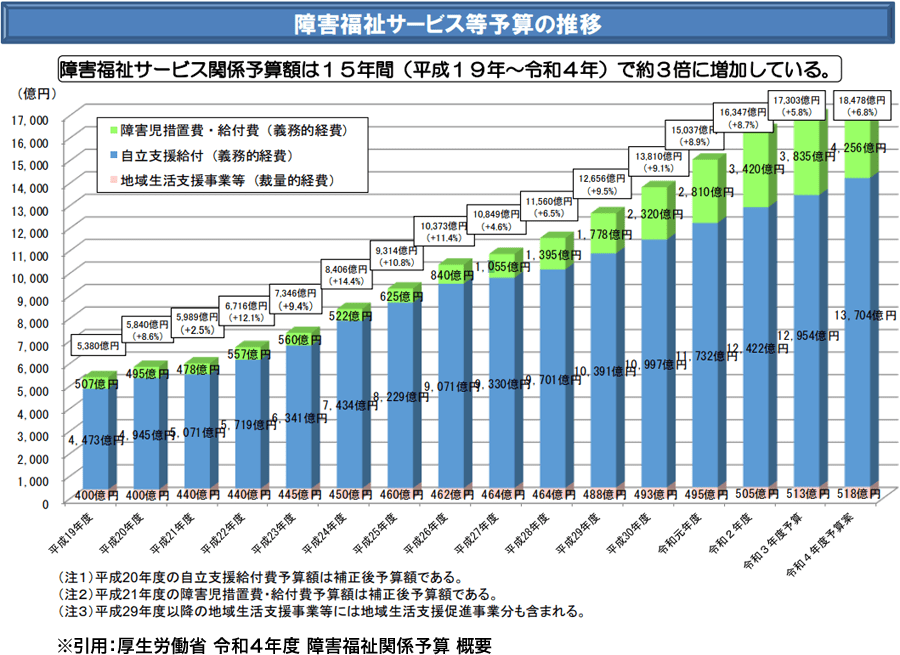 障害福祉サービス等予算の推移
障害福祉サービス関係予算額は１５年間（平成１９年～令和４年）で約３倍に増加している。
（億円）
17,000
16,000
15,000
14,000
13,000
12,000
11,000
10,000
9,000
8,000
7,000
6,000
5,000
4,000
3,000
2,000
1,000
0
障害児措置費・給付費（義務的経費）
自立支援給付（義務的経費）
地域生活支援事業等（裁量的経費）
5,380億円
5,840億円
（+8.6%）
5,989億円
（+2.5%）
6,716億円
（+12.1%）
7,346億円
（+9.4%）
8,406億円
（+14.4%）
9,314億円
（+10.8%）
10,373億円
（+11.4%）
10,849億円
（+4.6%）
11,560億円
（+6.5%）
12,656億円
（+9.5%）
13,810億円
（+9.1%）
15,037億円
（+8.9%）
16,347億円
（+8.7%）
17,303億円
（+5.8%）
18,478億円
（+6.8%）
507億円
495億円
478億円
557億円
560億円
522億円
625億円
840億円
1,055億円
1,395億円
1,778億円
2,320億円
2,810億円
3,420億円
3,835億円
4,256億円
4,473億円
4,945億円
5,071億円
5,719億円
6,341億円
7,434億円
8,229億円
9,071億円
9,330億円
9,701億円
10,391億円
10,997億円
11,732億円
12,422億円
12,954億円
13,704億円
400億円
400億円
440億円
440億円
445億円
450億円
460億円
462億円
464億円
464億円
488億円
493億円
495億円
505億円
513億円
518億円
平成19年度
平成20年度
平成21年度
平成22年度
平成23年度
平成24年度
平成25年度
平成26年度
平成27年度
平成28年度
平成29年度
平成30年度
令和元年度
令和２年度
令和３年度予算
令和４年度予算案
（注１）平成20年度の自立支援給付費予算額は補正後予算額である。
（注２）平成21年度の障害児措置費・給付費予算額は補正後予算額である。
（注３）平成29年度以降の地域生活支援事業等には地域生活支援促進事業分も含まれる。
※引用：厚生労働省 令和４年度 障害福祉関係予算 概要